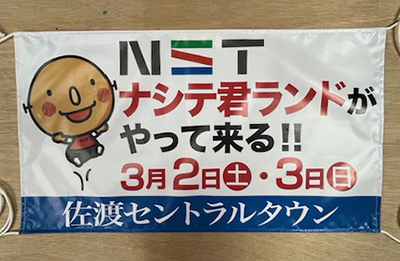 NST
ナシテ君ランドが
やって来る!!
3月2日土・3日日
佐渡セントラルタウン